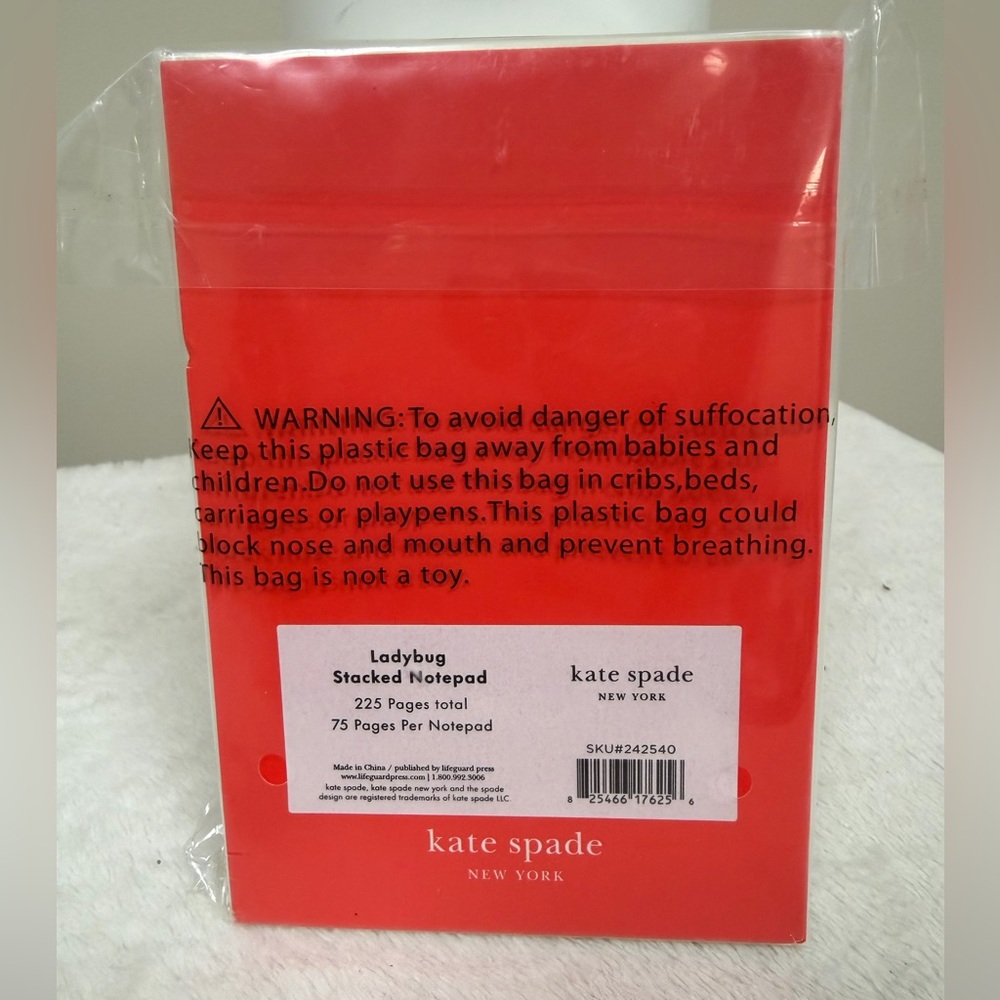 ⚠ WARNING: To avoid danger of suffocation,
Keep this plastic bag away from babies and
children.Do not use this bag in cribs,beds,
carriages or playpens.This plastic bag could
block nose and mouth and prevent breathing.
This bag is not a toy.
Ladybug
Stacked Notepad
225 Pages total
75 Pages Per Notepad
Made in China / published by lifeguard press
www.lifeguardpress.com | 1.800.992.3006
kate spade, kate spade new york and the spade
design are registered trademarks of kate spade LLC.
kate spade
NEW YORK
SKU#242540
8 25466 17625 6
kate spade
NEW YORK